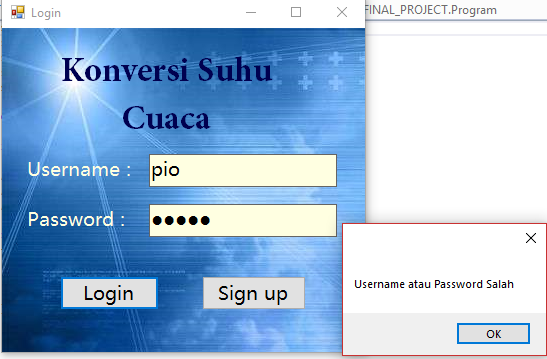 Login
FINAL_PROJECT.Program
Konversi Suhu
Cuaca
Username : pio
Password : ●●●●●
Login Sign up
Username atau Password Salah
OK